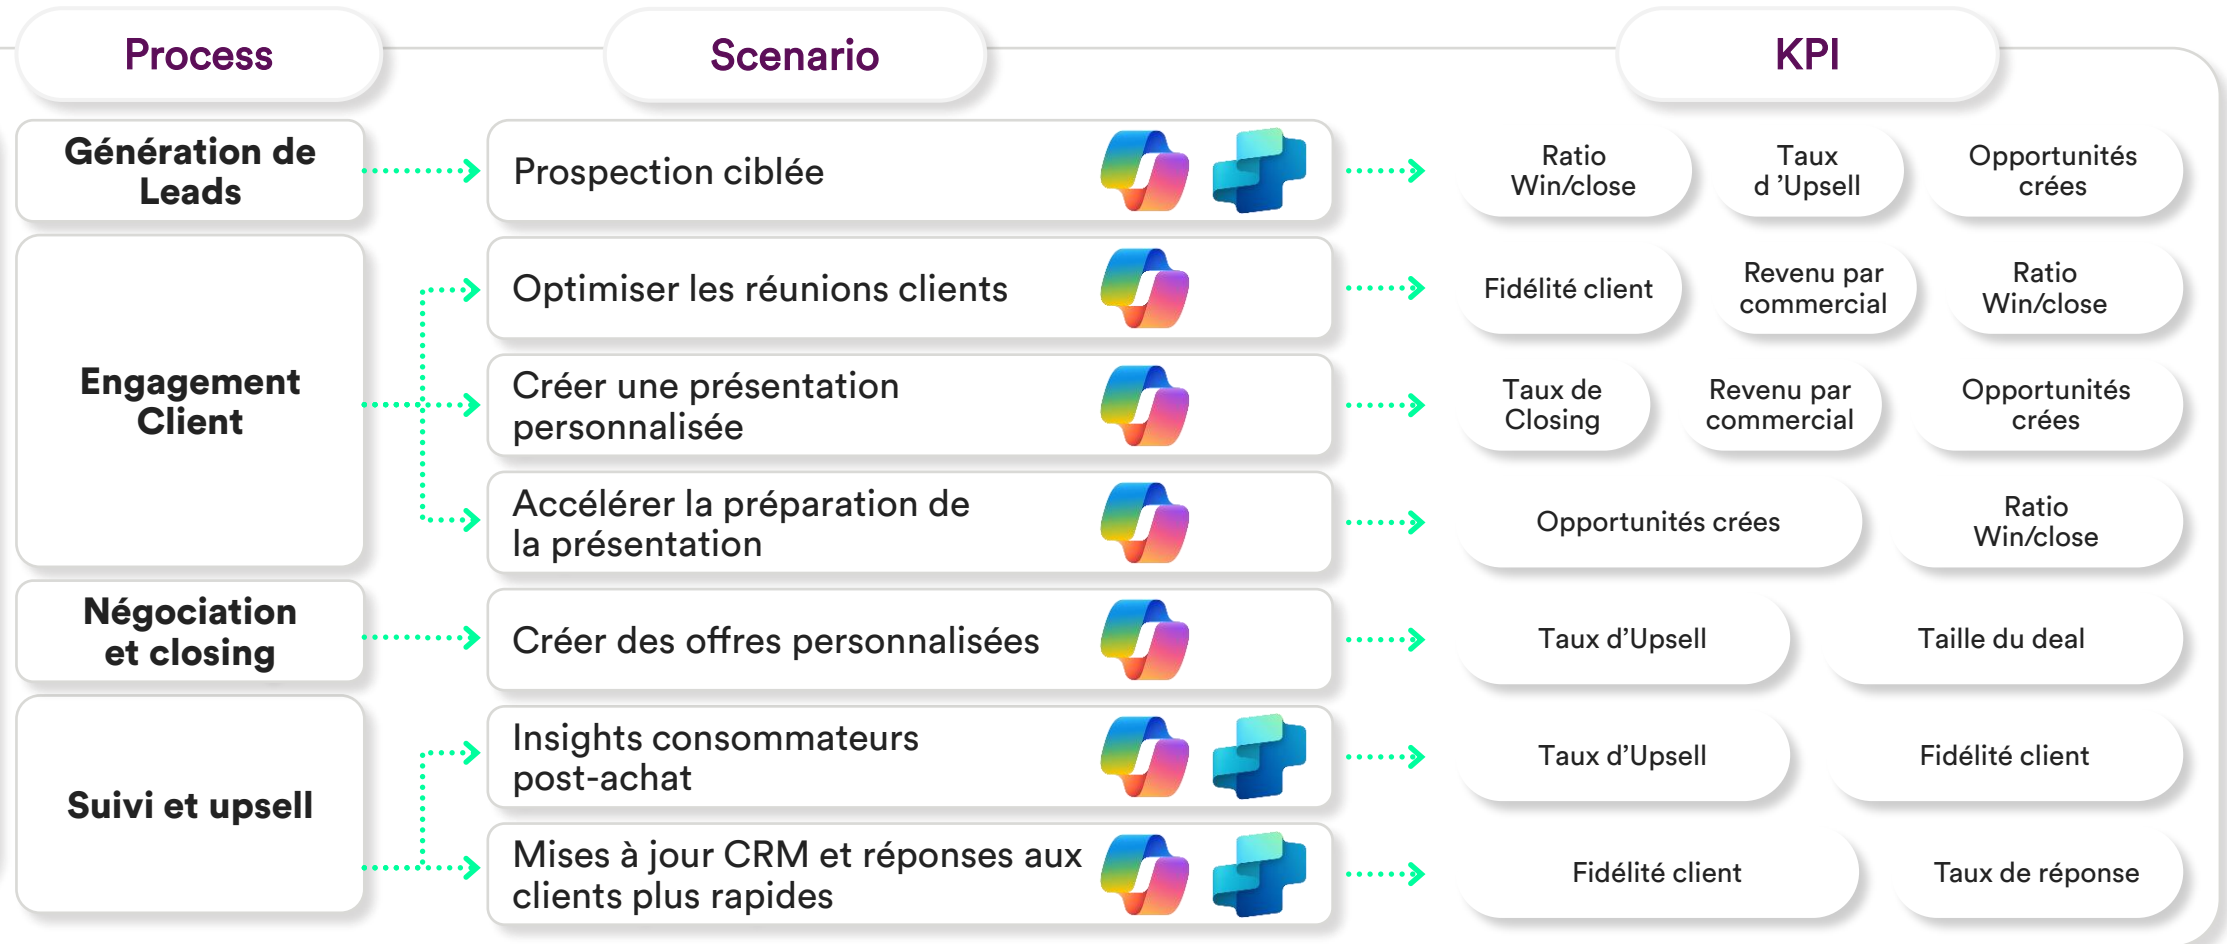 Process
Scenario
KPI
Génération de
Leads
Prospection ciblée
Ratio
Win/close
Taux
d ’Upsell
Opportunités
crées
Engagement
Client
Optimiser les réunions clients
Fidélité client
Revenu par
commercial
Ratio
Win/close
Créer une présentation
personnalisée
Taux de
Closing
Revenu par
commercial
Opportunités
crées
Accélérer la préparation de
la présentation
Opportunités crées
Ratio
Win/close
Négociation
et closing
Créer des offres personnalisées
Taux d’Upsell
Taille du deal
Suivi et upsell
Insights consommateurs
post-achat
Taux d’Upsell
Fidélité client
Mises à jour CRM et réponses aux
clients plus rapides
Fidélité client
Taux de réponse